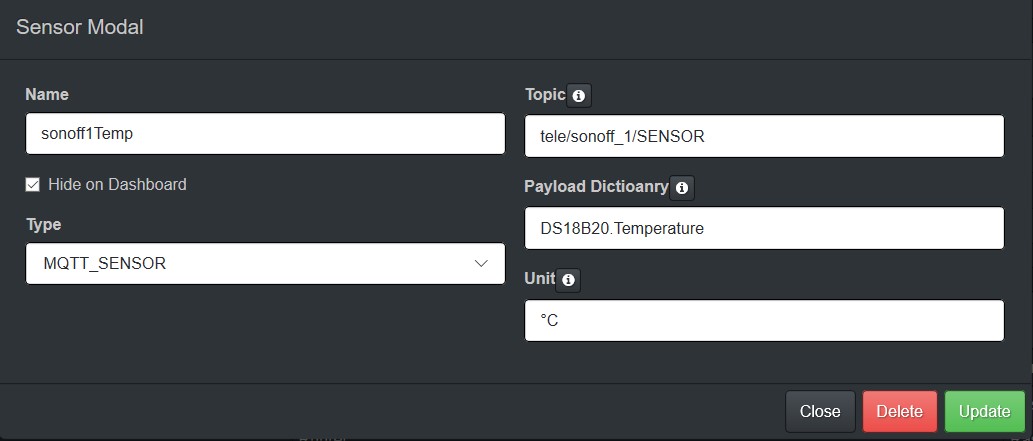 Sensor Modal
Name
sonoff1Temp
Hide on Dashboard
Type
MQTT_SENSOR
Topic
tele/sonoff_1/SENSOR
Payload Dictioanry
DS18B20.Temperature
Unit
°C
Close
Delete
Update